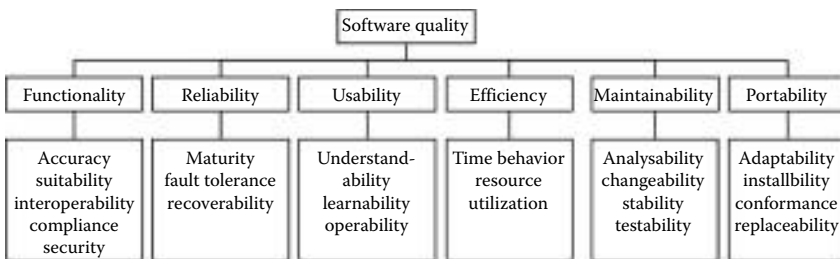 Software quality
Functionality
Reliability
Usability
Efficiency
Maintainability
Portability
Accuracy
suitability
interoperability
compliance
security
Maturity
fault tolerance
recoverability
Understand-
ability
learnability
operability
Time behavior
resource
utilization
Analysability
changeability
stability
testability
Adaptability
installbility
conformance
replaceability